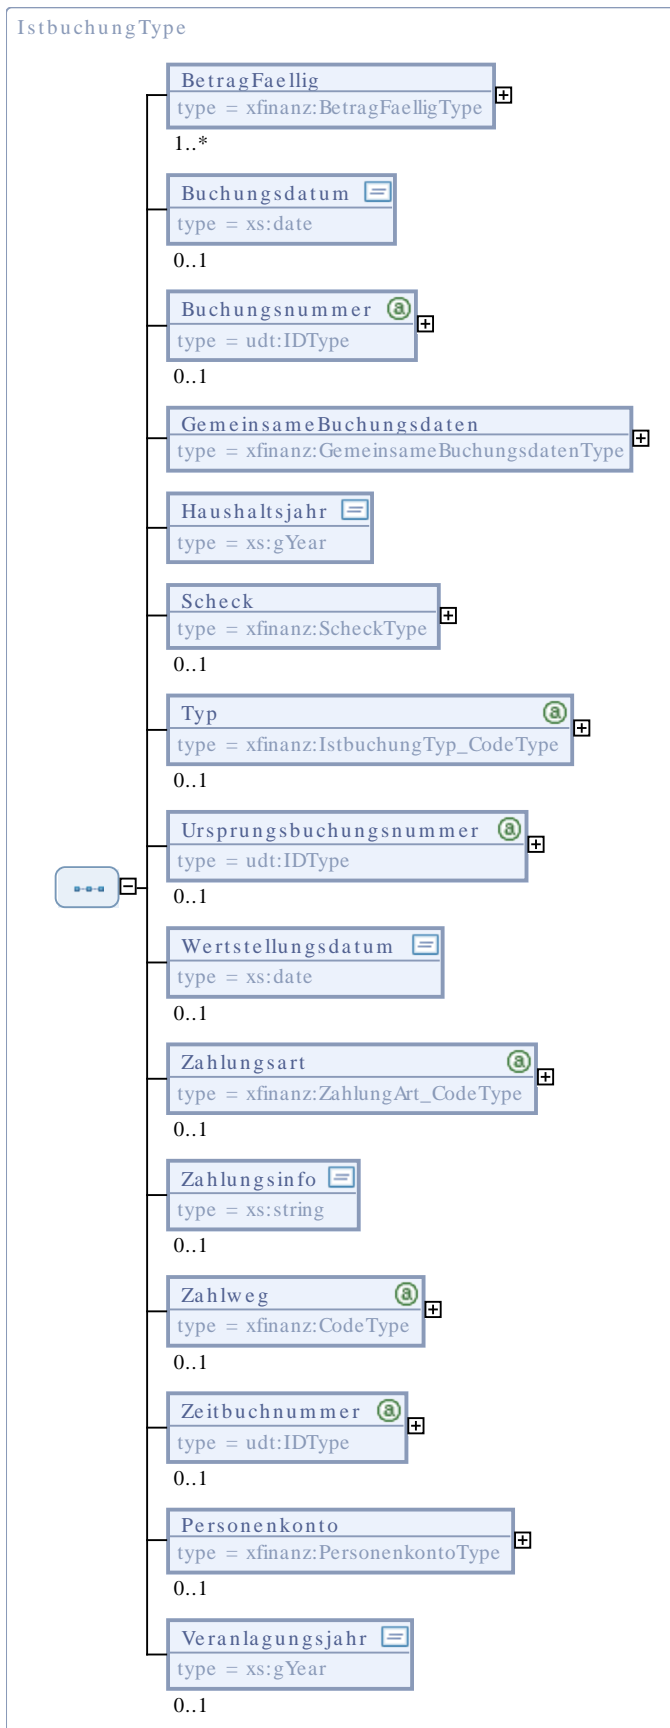 IstbuchungType
BetragFaellig
type = xfinanz:BetragFaelligType
1..*
Buchungsdatum
type = xs:date
0..1
Buchungsnummer
type = udt:IDType
0..1
GemeinsameBuchungsdaten
type = xfinanz:GemeinsameBuchungsdatenType
Haushaltsjahr
type = xs:gYear
Scheck
type = xfinanz:ScheckType
0..1
Typ
type = xfinanz:IstbuchungTyp_CodeType
0..1
Ursprungsbuchungsnummer
type = udt:IDType
0..1
Wertstellungsdatum
type = xs:date
0..1
Zahlungsart
type = xfinanz:ZahlungArt_CodeType
0..1
Zahlungsinfo
type = xs:string
0..1
Zahlweg
type = xfinanz:CodeType
0..1
Zeitbuchnummer
type = udt:IDType
0..1
Personenkonto
type = xfinanz:PersonenkontoType
0..1
Veranlagungsjahr
type = xs:gYear
0..1